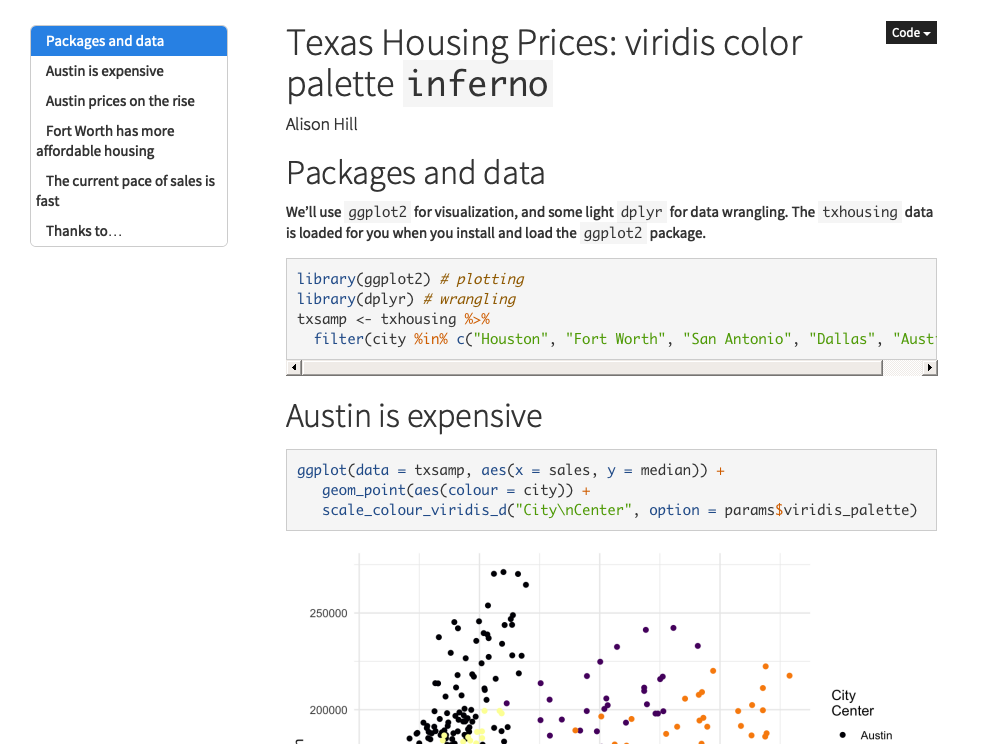 Packages and data
Austin is expensive
Austin prices on the rise
Fort Worth has more
affordable housing
The current pace of sales is
fast
Thanks to…
Code
Texas Housing Prices: viridis color
palette inferno
Alison Hill
Packages and data
We’ll use ggplot2 for visualization, and some light dplyr for data wrangling. The txhousing data
is loaded for you when you install and load the ggplot2 package.
library(ggplot2) # plotting
library(dplyr) # wrangling
txsamp <- txhousing %>%
  filter(city %in% c("Houston", "Fort Worth", "San Antonio", "Dallas", "Aust
Austin is expensive
ggplot(data = txsamp, aes(x = sales, y = median)) +
   geom_point(aes(colour = city)) +
   scale_colour_viridis_d("City\nCenter", option = params$viridis_palette)
250000
200000
City
Center
Austin